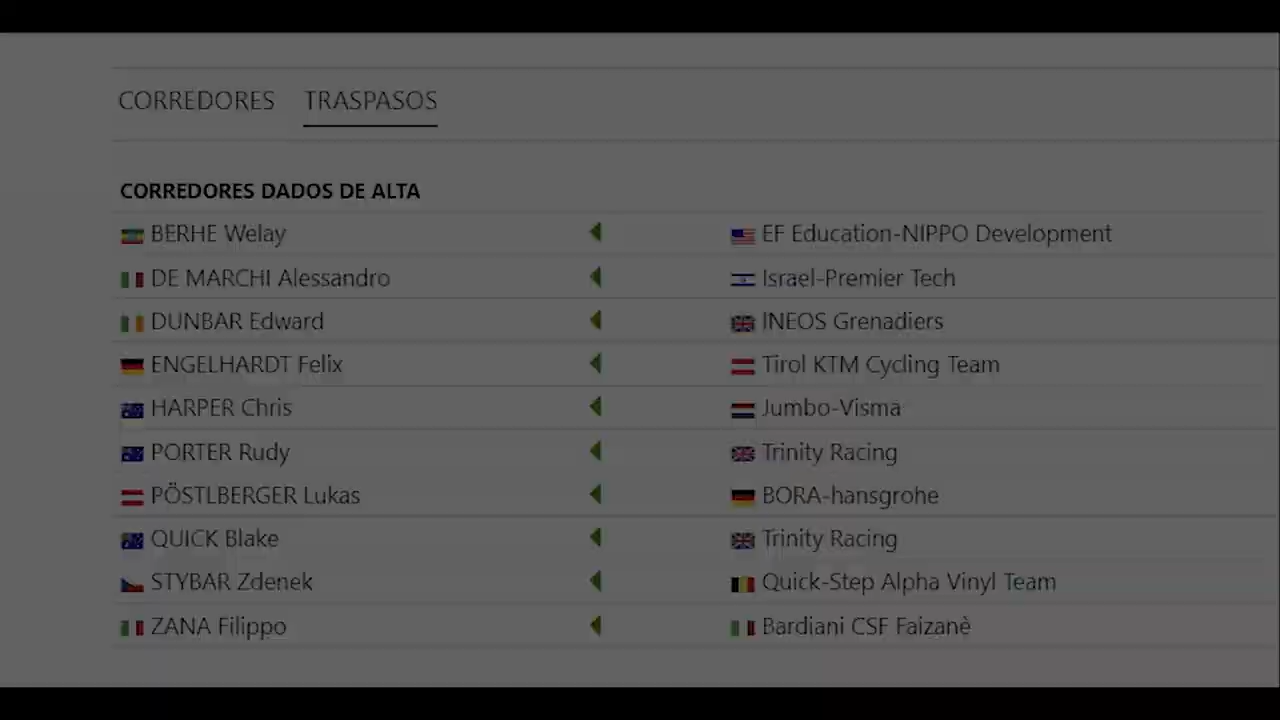 CORREDORES TRASPASOS
CORREDORES DADOS DE ALTA
BERHE Welay EF Education-NIPPO Development
DE MARCHI Alessandro Israel-Premier Tech
DUNBAR Edward INEOS Grenadiers
ENGELHARDT Felix Tirol KTM Cycling Team
HARPER Chris Jumbo-Visma
PORTER Rudy Trinity Racing
PÖSTLBERGER Lukas BORA-hansgrohe
QUICK Blake Trinity Racing
STYBAR Zdenek Quick-Step Alpha Vinyl Team
ZANA Filippo Bardiani CSF Faizanè